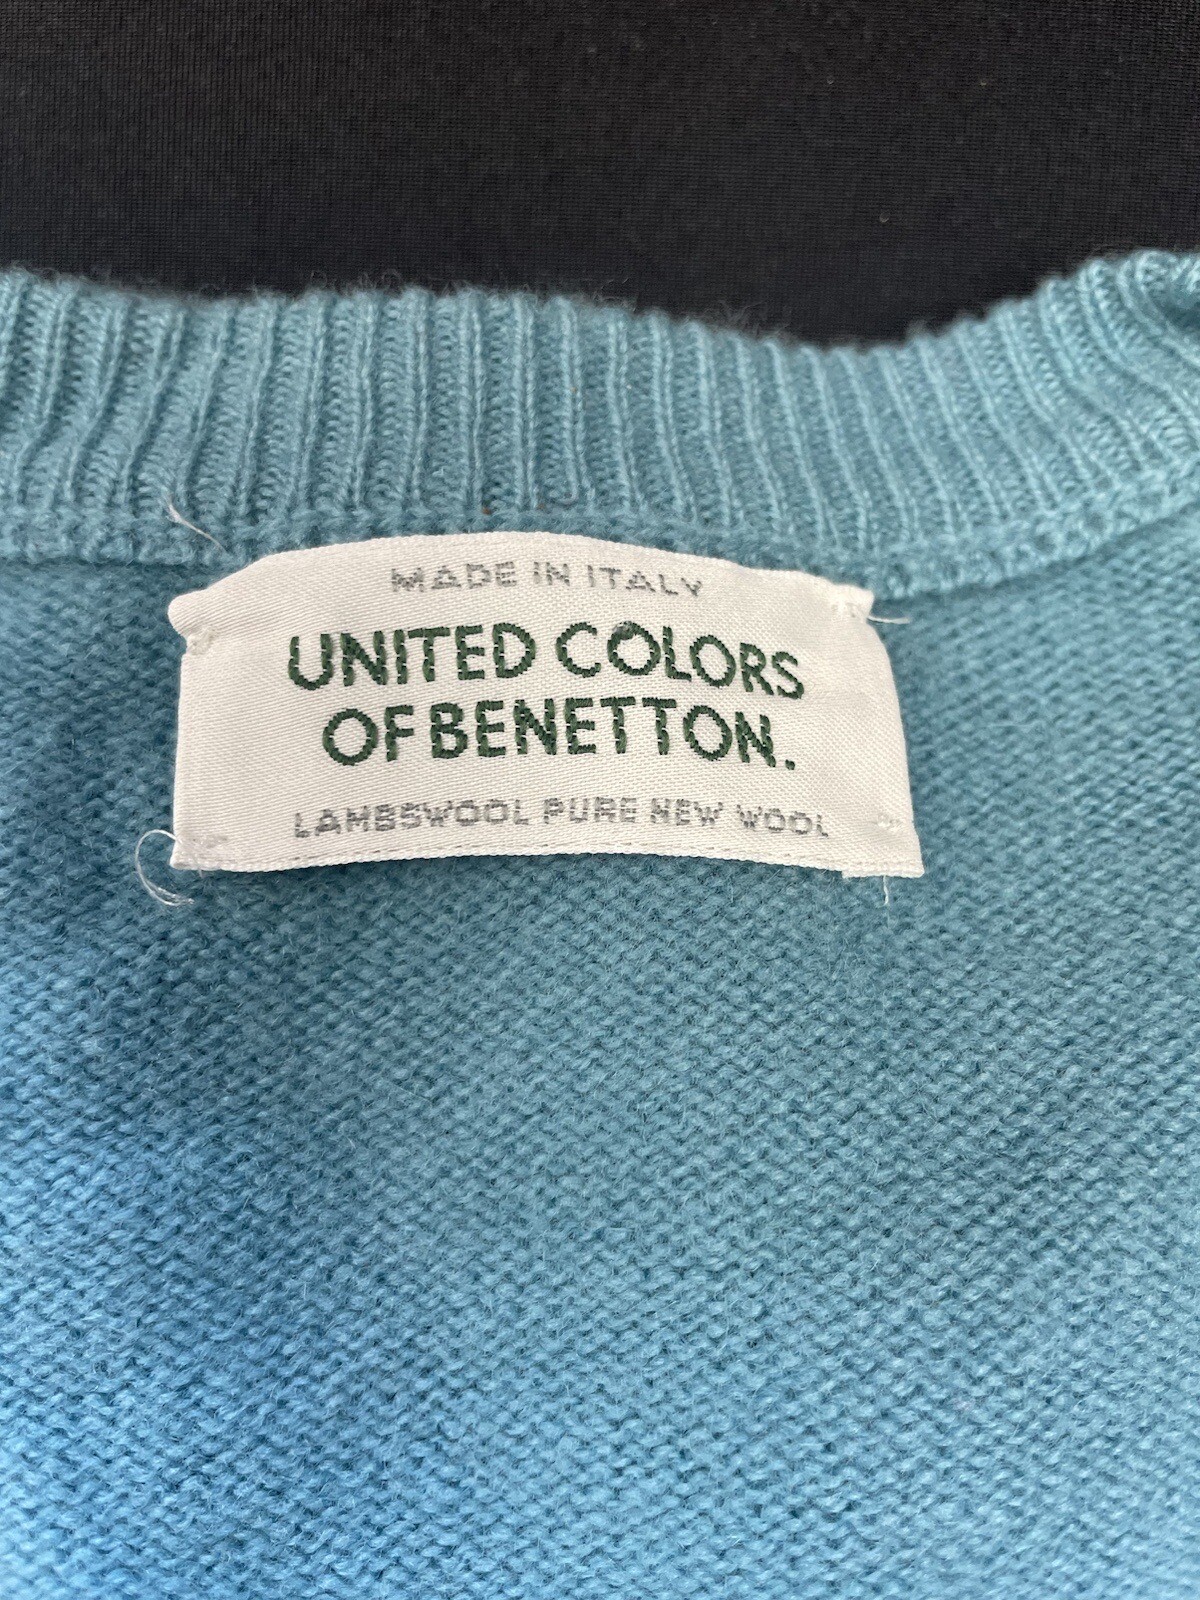 MADE IN ITALY
UNITED COLORS
OF BENETTON.
LAMBSWOOL PURE NEW WOOL